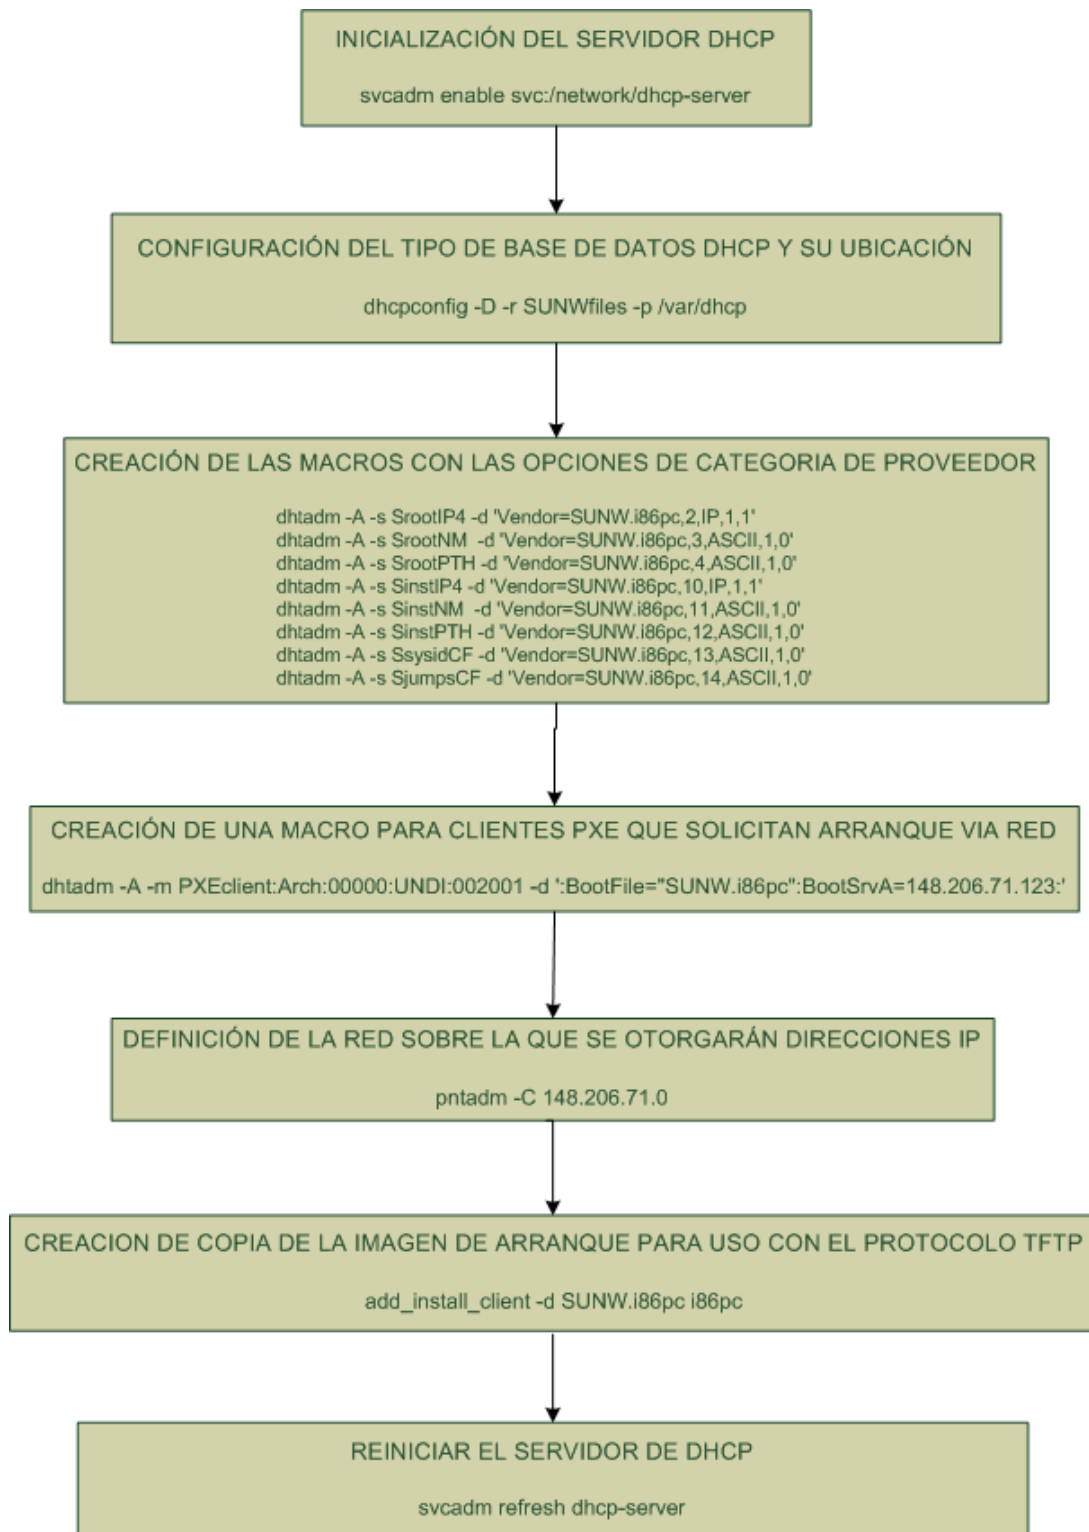 INICIALIZACIÓN DEL SERVIDOR DHCP
svcadm enable svc:/network/dhcp-server
CONFIGURACIÓN DEL TIPO DE BASE DE DATOS DHCP Y SU UBICACIÓN
dhcpconfig -D -r SUNWfiles -p /var/dhcp
CREACIÓN DE LAS MACROS CON LAS OPCIONES DE CATEGORIA DE PROVEEDOR
dhtadm -A -s SrootIP4 -d 'Vendor=SUNW.i86pc,2,IP,1,1'
dhtadm -A -s SrootNM  -d 'Vendor=SUNW.i86pc,3,ASCII,1,0'
dhtadm -A -s SrootPTH -d 'Vendor=SUNW.i86pc,4,ASCII,1,0'
dhtadm -A -s SinstIP4 -d 'Vendor=SUNW.i86pc,10,IP,1,1'
dhtadm -A -s SinstNM  -d 'Vendor=SUNW.i86pc,11,ASCII,1,0'
dhtadm -A -s SinstPTH -d 'Vendor=SUNW.i86pc,12,ASCII,1,0'
dhtadm -A -s SsysidCF -d 'Vendor=SUNW.i86pc,13,ASCII,1,0'
dhtadm -A -s SjumpsCF -d 'Vendor=SUNW.i86pc,14,ASCII,1,0'
CREACIÓN DE UNA MACRO PARA CLIENTES PXE QUE SOLICITAN ARRANQUE VIA RED
dhtadm -A -m PXEclient:Arch:00000:UNDI:002001 -d ':BootFile="SUNW.i86pc":BootSrvA=148.206.71.123:'
DEFINICIÓN DE LA RED SOBRE LA QUE SE OTORGARÁN DIRECCIONES IP
pntadm -C 148.206.71.0
CREACION DE COPIA DE LA IMAGEN DE ARRANQUE PARA USO CON EL PROTOCOLO TFTP
add_install_client -d SUNW.i86pc i86pc
REINICIAR EL SERVIDOR DE DHCP
svcadm refresh dhcp-server